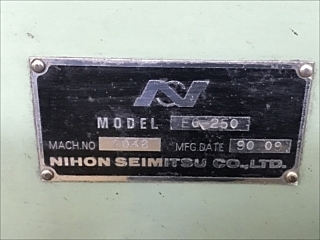 MODEL EG-250
MACH.NO MFG.DATE 90 09
NIHON SEIMITSU CO.,LTD.